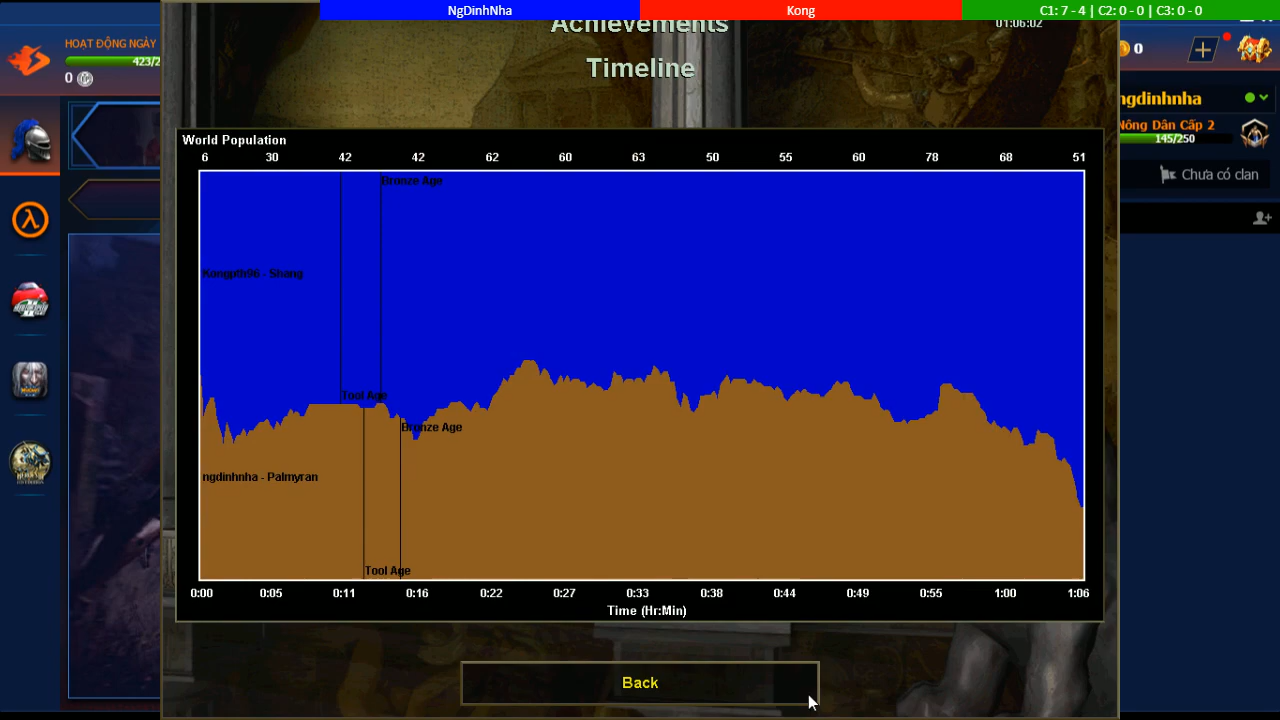 NgDinhNha
Kong
C1: 7 - 4 | C2: 0 - 0 | C3: 0 - 0
Achievements
01:06:02
Timeline
HOẠT ĐỘNG NGÀY
423/2
0
0
ngdinhnha
Nông Dân Cấp 2
145/250
Chưa có clan
World Population
6 30 42 42 62 60 63 50 55 60 78 68 51
Bronze Age
Kongpth96 - Shang
Tool Age
Bronze Age
ngdinhnha - Palmyran
Tool Age
0:00 0:05 0:11 0:16 0:22 0:27 0:33 0:38 0:44 0:49 0:55 1:00 1:06
Time (Hr:Min)
Back